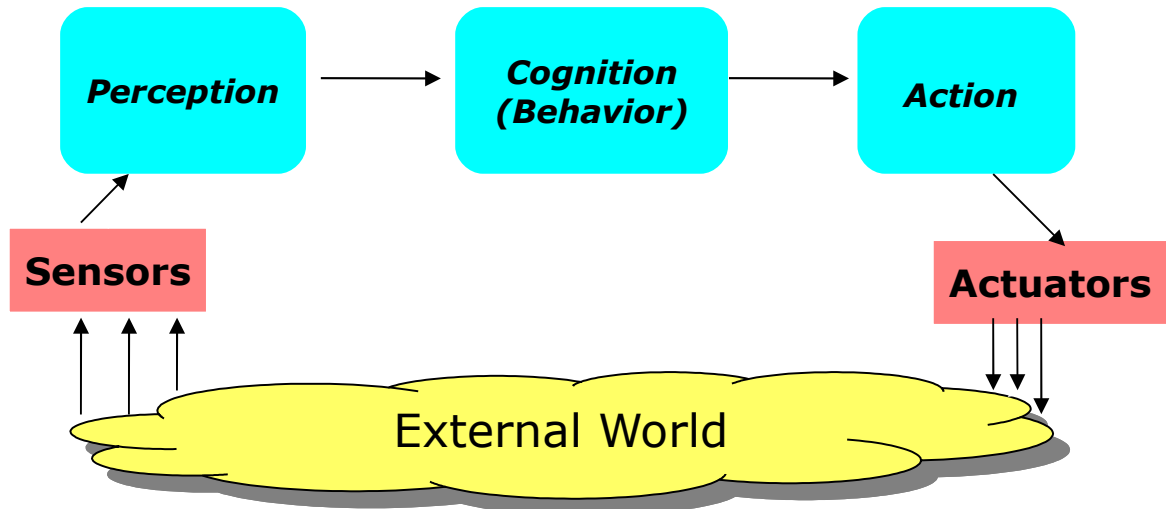 Perception
Cognition
(Behavior)
Action
Sensors
Actuators
External World